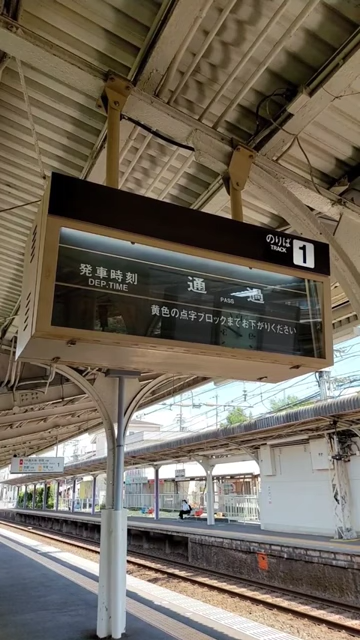 のりば
TRACK 1
発車時刻 通 過
DEP.TIME PASS
黄色の点字ブロックまでお下がりください